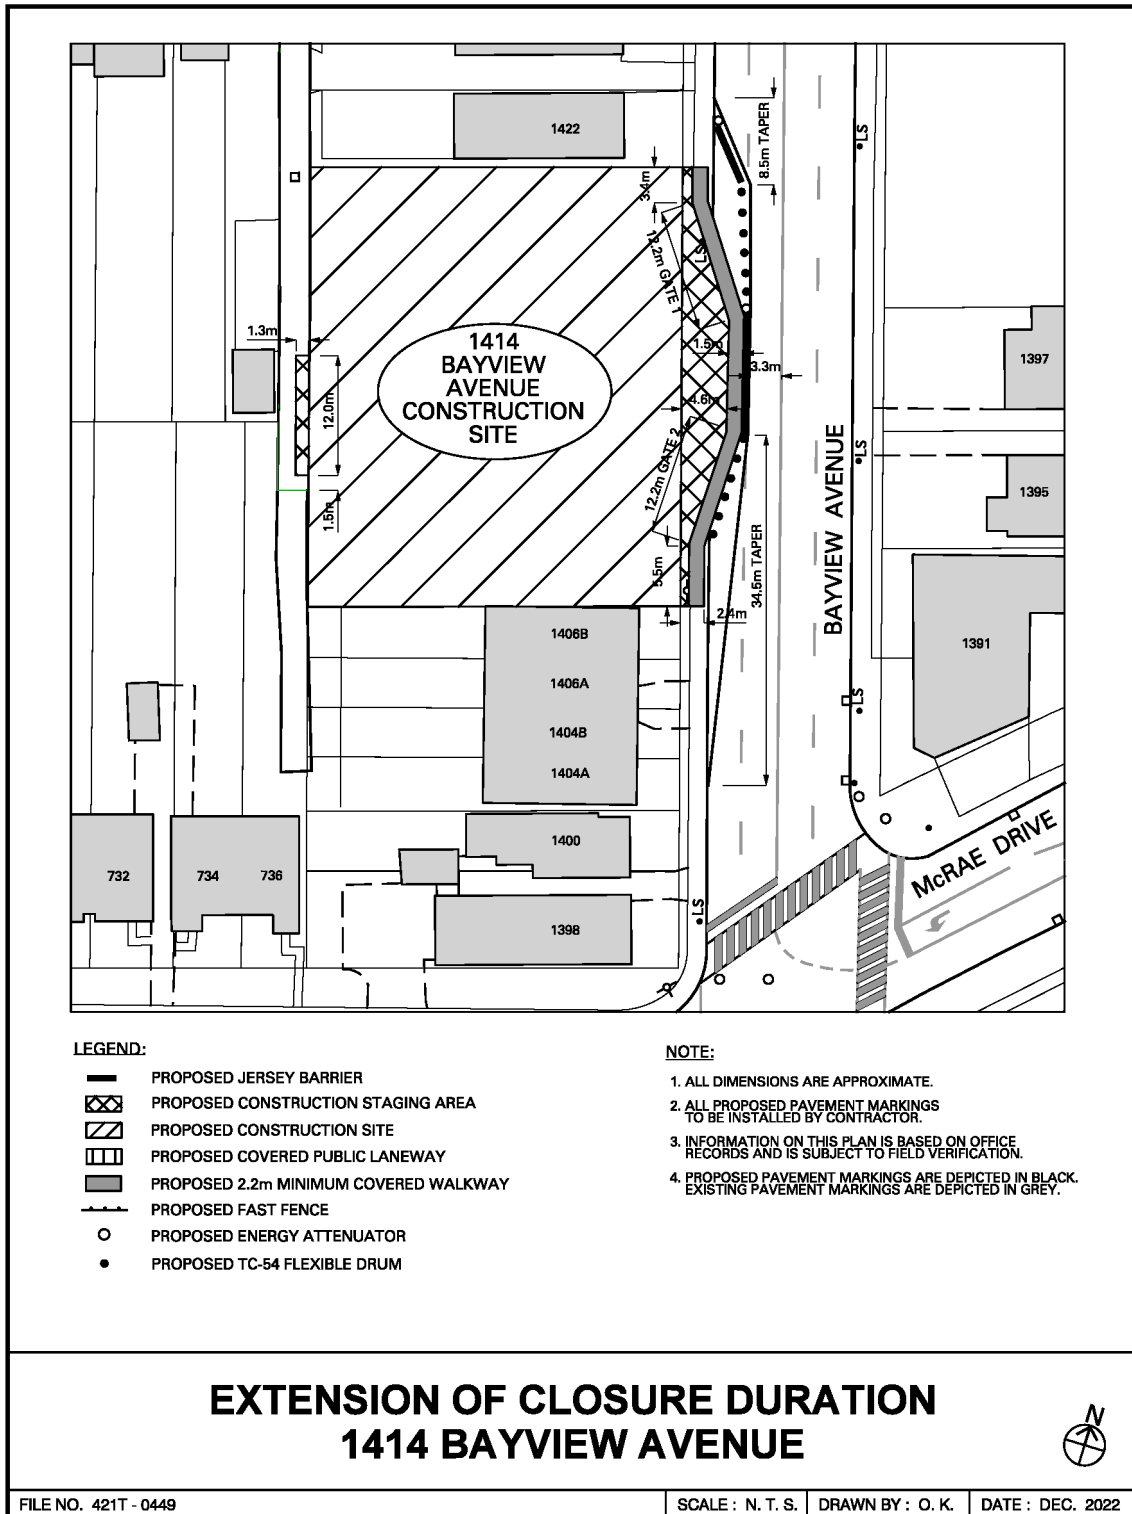 1422
8.5m TAPER
LS
3.4m
12.2m GATE 1
LS
1.3m
12.0m
1.5m
1414
BAYVIEW
AVENUE
CONSTRUCTION
SITE
1.5m
3.3m
4.6m
12.2m GATE 2
5.5m
2.4m
34.5m TAPER
BAYVIEW AVENUE
LS
1397
1395
1391
LS
1406B
1406A
1404B
1404A
1400
1398
LS
732
734
736
McRAE DRIVE
LEGEND:
PROPOSED JERSEY BARRIER
PROPOSED CONSTRUCTION STAGING AREA
PROPOSED CONSTRUCTION SITE
PROPOSED COVERED PUBLIC LANEWAY
PROPOSED 2.2m MINIMUM COVERED WALKWAY
PROPOSED FAST FENCE
PROPOSED ENERGY ATTENUATOR
PROPOSED TC-54 FLEXIBLE DRUM
NOTE:
1. ALL DIMENSIONS ARE APPROXIMATE.
2. ALL PROPOSED PAVEMENT MARKINGS
TO BE INSTALLED BY CONTRACTOR.
3. INFORMATION ON THIS PLAN IS BASED ON OFFICE
RECORDS AND IS SUBJECT TO FIELD VERIFICATION.
4. PROPOSED PAVEMENT MARKINGS ARE DEPICTED IN BLACK.
EXISTING PAVEMENT MARKINGS ARE DEPICTED IN GREY.
EXTENSION OF CLOSURE DURATION
1414 BAYVIEW AVENUE
N
FILE NO. 421T - 0449
SCALE : N. T. S.
DRAWN BY : O. K.
DATE : DEC. 2022